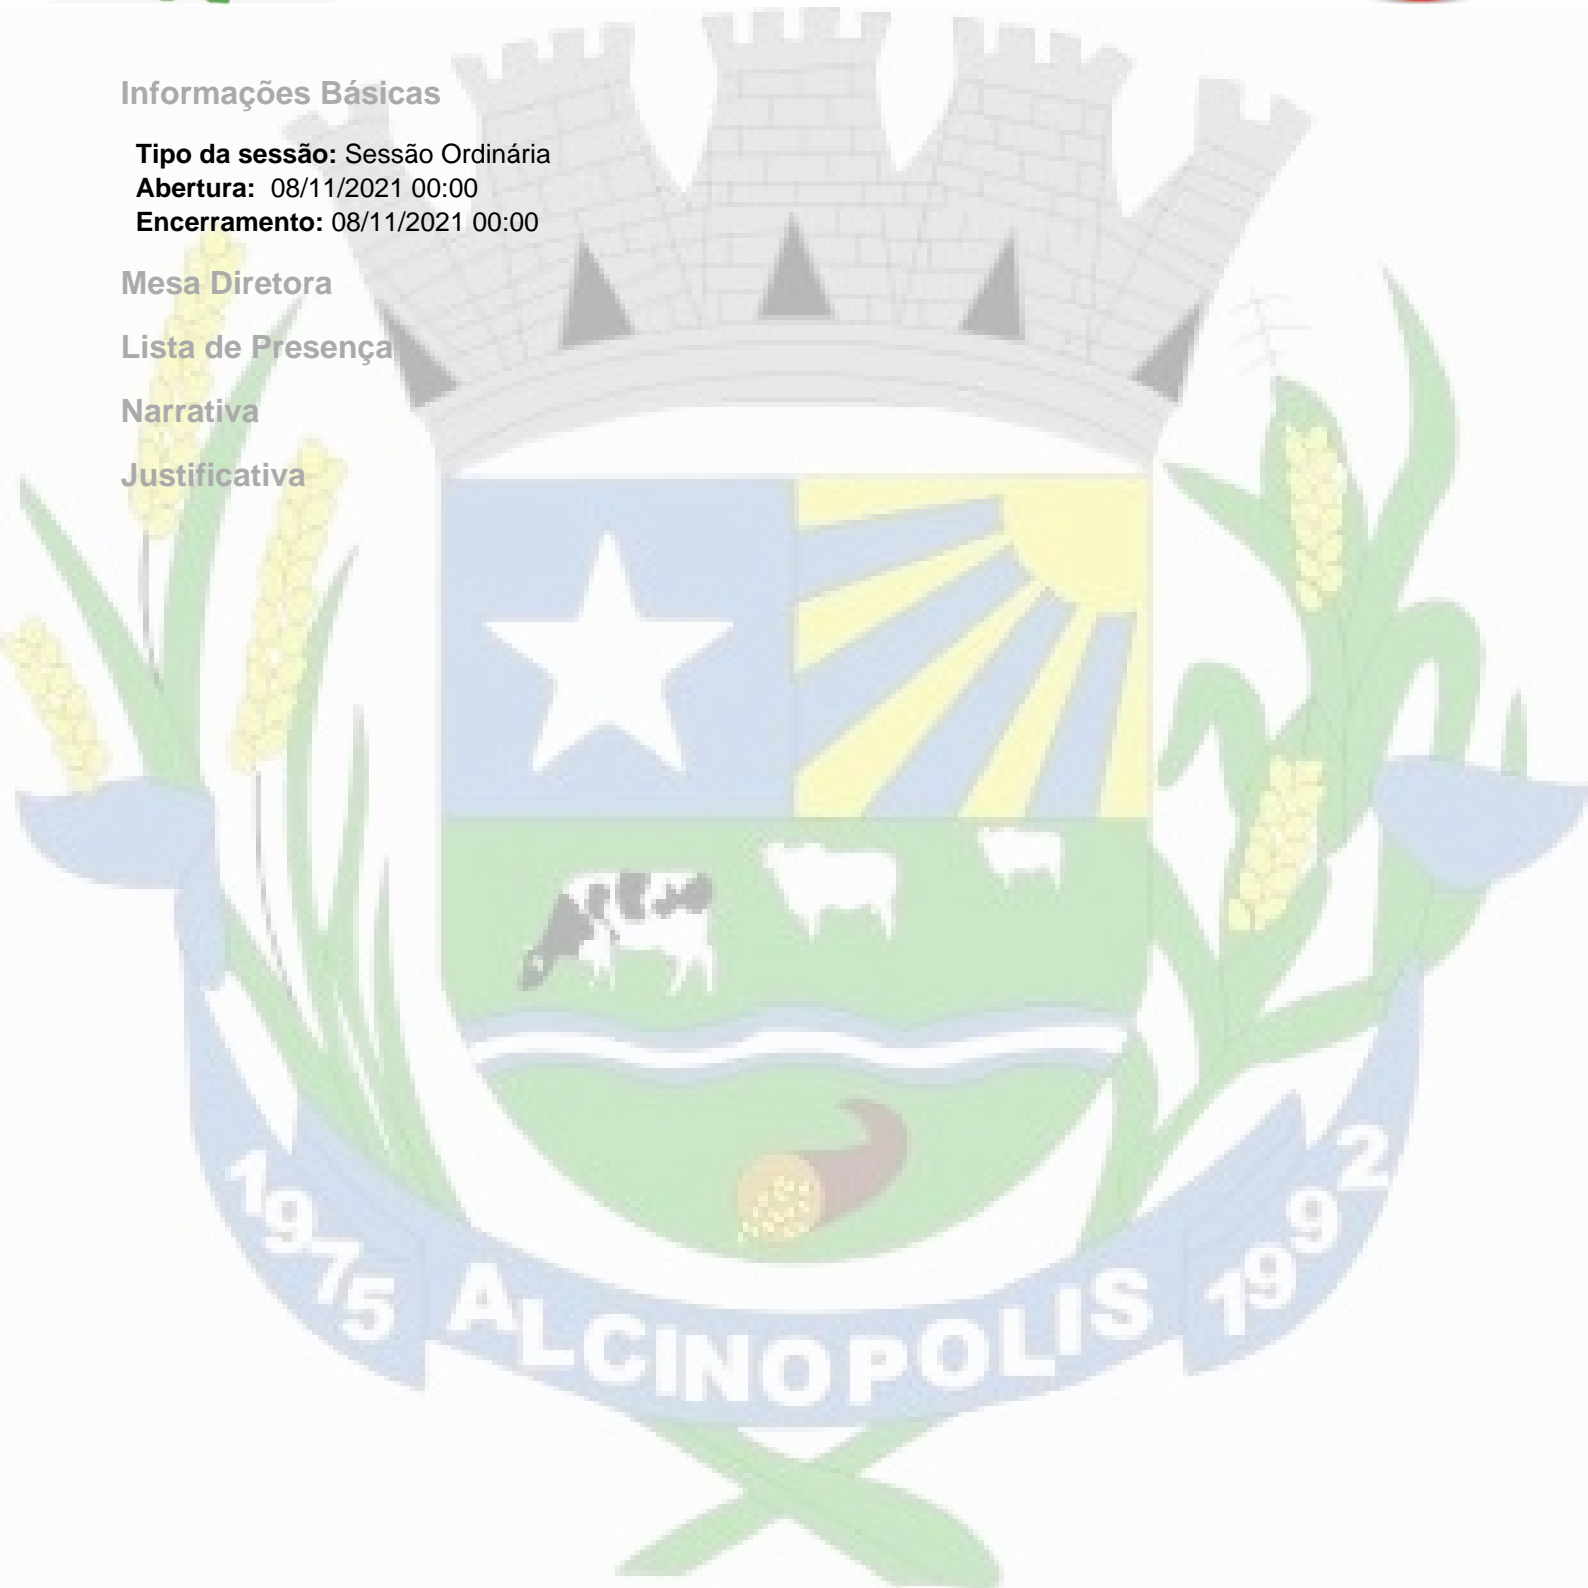 Informações Básicas
Tipo da sessão: Sessão Ordinária
Abertura: 08/11/2021 00:00
Encerramento: 08/11/2021 00:00
Mesa Diretora
Lista de Presença
Narrativa
Justificativa
1975 ALCINOPOLIS 1992